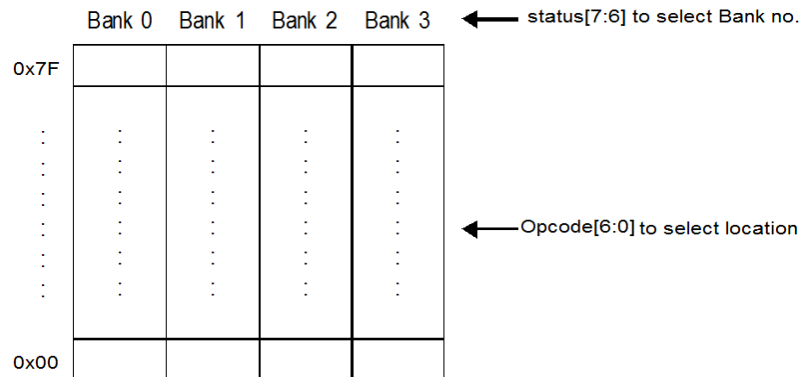 Bank 0 Bank 1 Bank 2 Bank 3 status[7:6] to select Bank no.
0x7F
Opcode[6:0] to select location
0x00